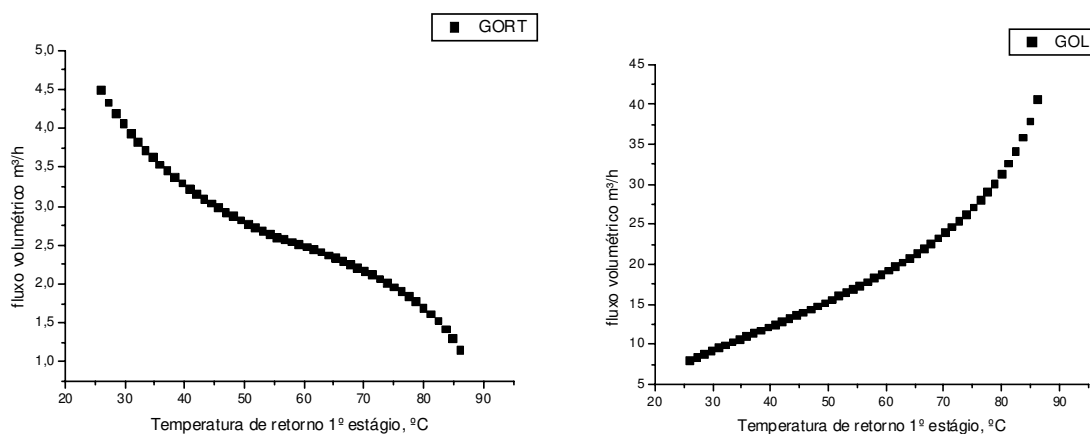 GORT
5,0
4,5
4,0
3,5
3,0
2,5
2,0
1,5
1,0
fluxo volumétrico m³/h
20 30 40 50 60 70 80 90
Temperatura de retorno 1º estágio, ºC
GOL
45
40
35
30
25
20
15
10
5
fluxo volumétrico m³/h
20 30 40 50 60 70 80 90
Temperatura de retorno 1º estágio, ºC